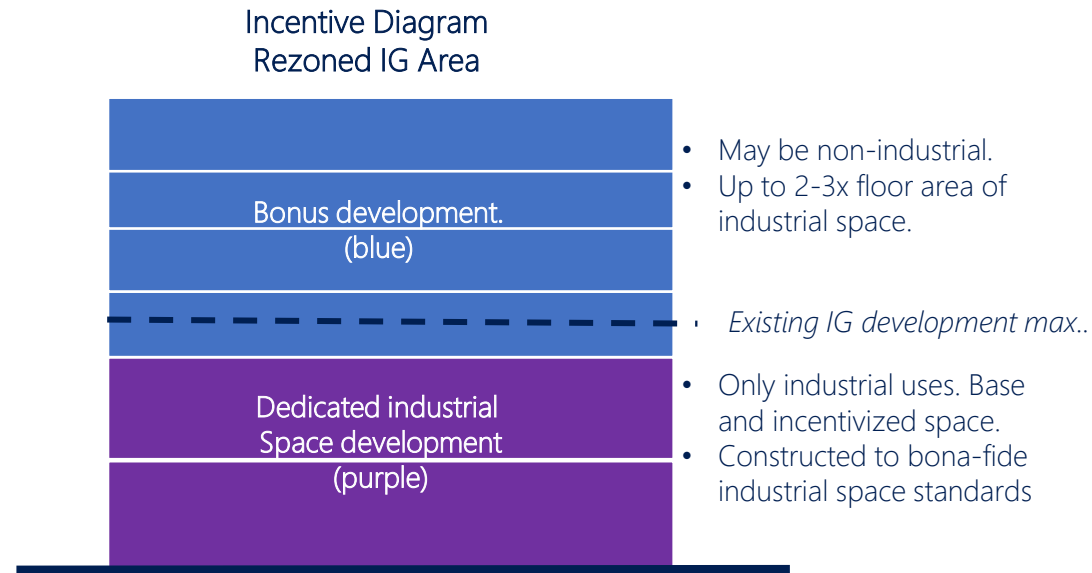 Incentive Diagram
Rezoned IG Area
Bonus development.
(blue)
• May be non-industrial.
• Up to 2-3x floor area of
industrial space.
Existing IG development max..
Dedicated industrial
Space development
(purple)
• Only industrial uses. Base
and incentivized space.
• Constructed to bona-fide
industrial space standards